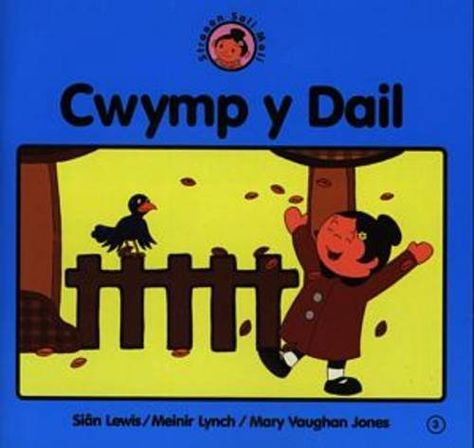 Straeon Sali Mali
Cwymp y Dail
Siân Lewis/Meinir Lynch / Mary Vaughan Jones
3